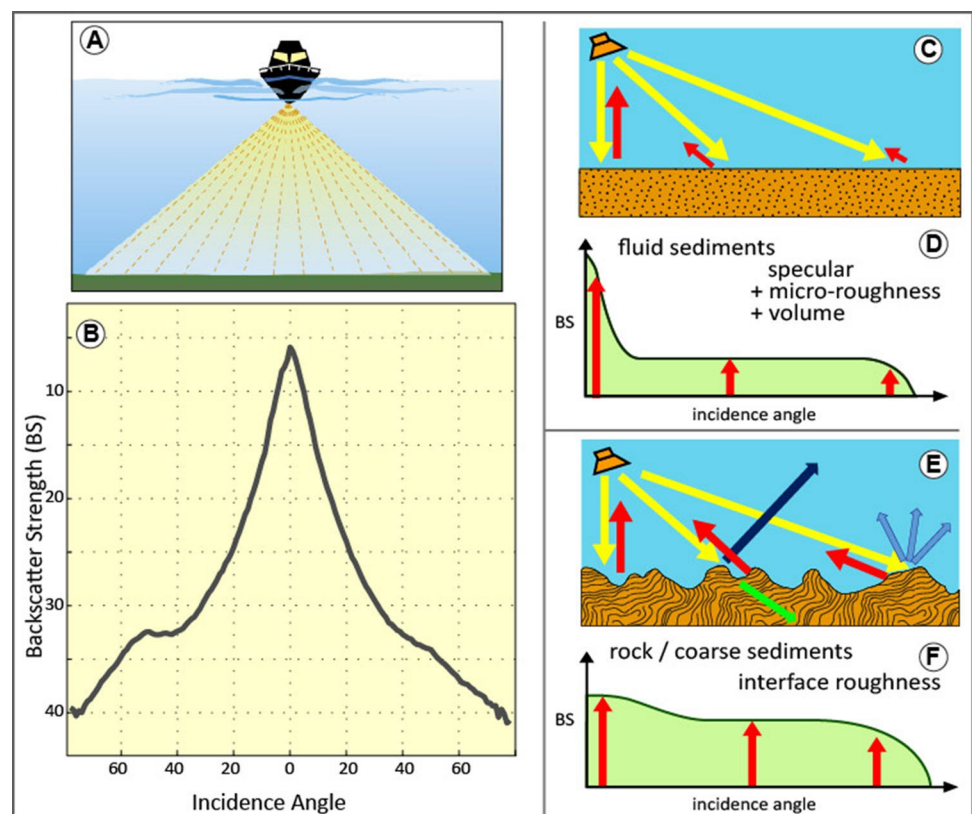 A
B
10
20
30
40
Backscatter Strength (BS)
60 40 20 0 20 40 60
Incidence Angle
C
D
fluid sediments
specular
+ micro-roughness
+ volume
BS
incidence angle
E
F
rock / coarse sediments
interface roughness
BS
incidence angle